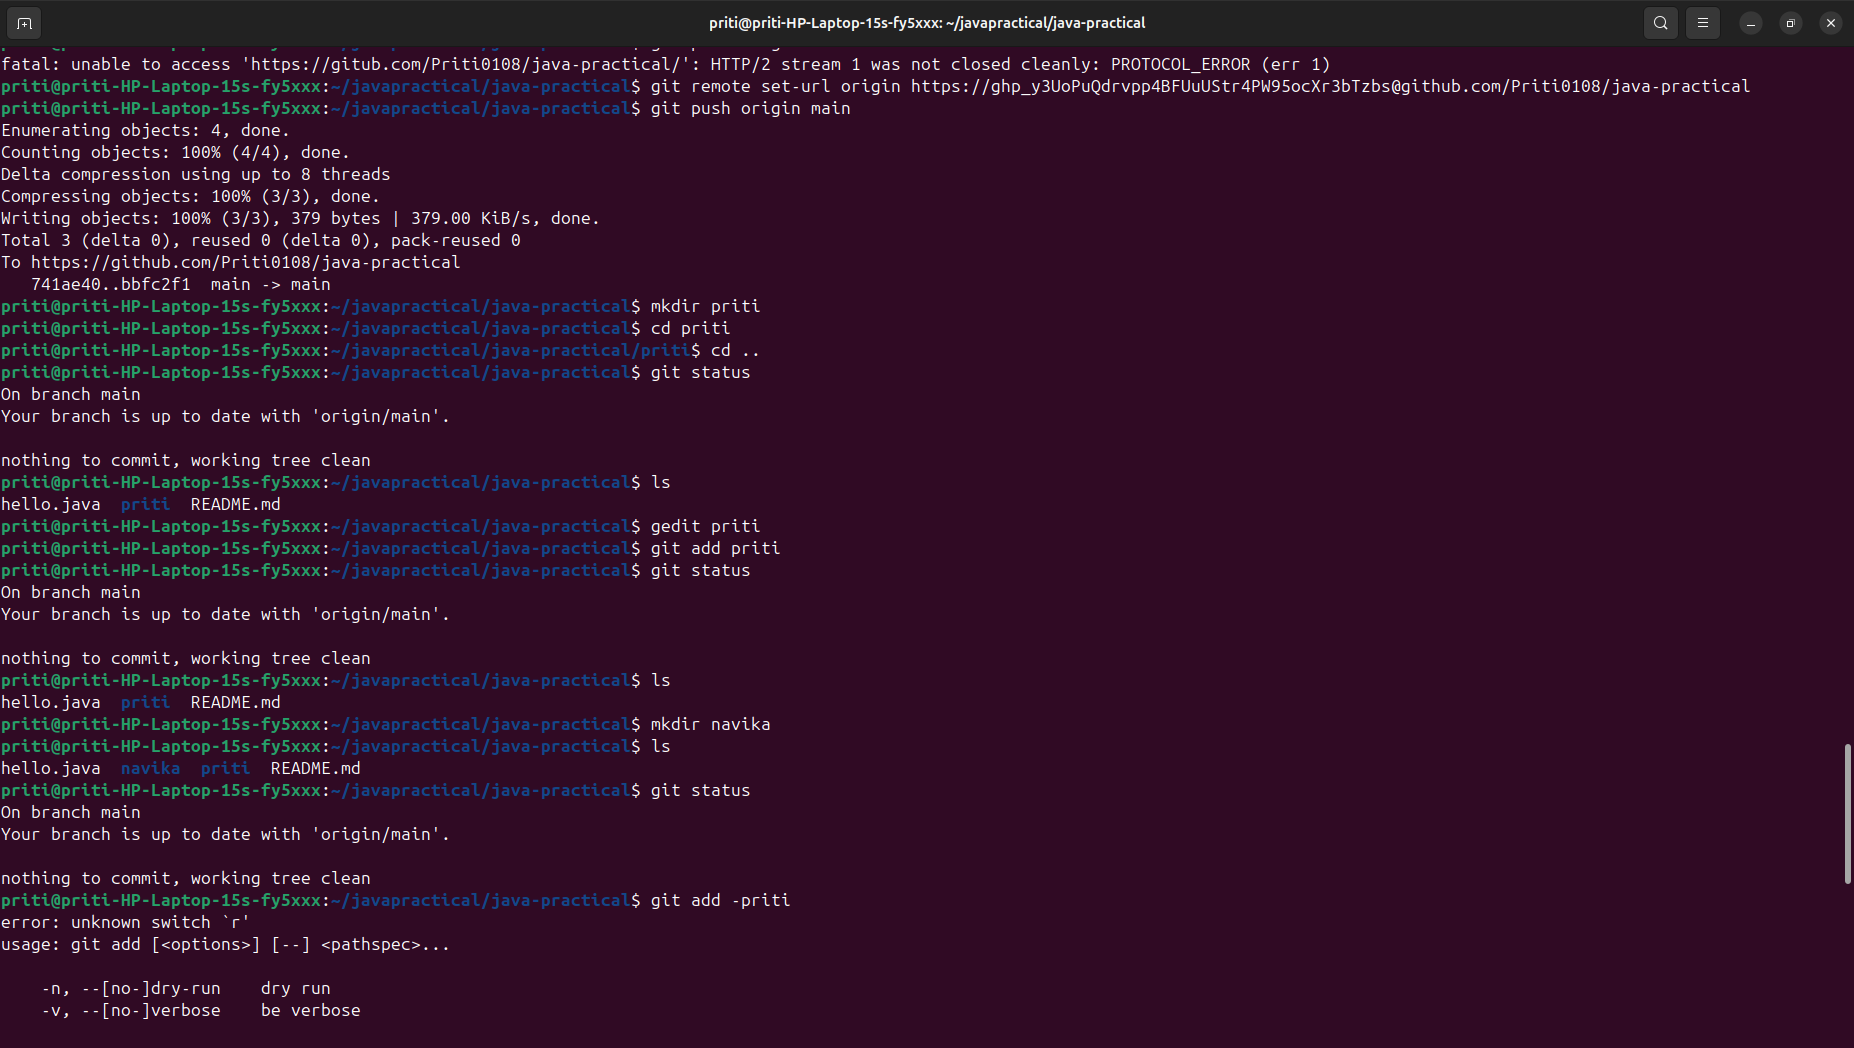 priti@priti-HP-Laptop-15s-fy5xxx: ~/javapractical/java-practical
fatal: unable to access 'https://gitub.com/Priti0108/java-practical/': HTTP/2 stream 1 was not closed cleanly: PROTOCOL_ERROR (err 1)
priti@priti-HP-Laptop-15s-fy5xxx:~/javapractical/java-practical$ git remote set-url origin https://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@github.com/Priti0108/java-practical
priti@priti-HP-Laptop-15s-fy5xxx:~/javapractical/java-practical$ git push origin main
Enumerating objects: 4, done.
Counting objects: 100% (4/4), done.
Delta compression using up to 8 threads
Compressing objects: 100% (3/3), done.
Writing objects: 100% (3/3), 379 bytes | 379.00 KiB/s, done.
Total 3 (delta 0), reused 0 (delta 0), pack-reused 0
To https://github.com/Priti0108/java-practical
   741ae40..bbfc2f1  main -> main
priti@priti-HP-Laptop-15s-fy5xxx:~/javapractical/java-practical$ mkdir priti
priti@priti-HP-Laptop-15s-fy5xxx:~/javapractical/java-practical$ cd priti
priti@priti-HP-Laptop-15s-fy5xxx:~/javapractical/java-practical/priti$ cd ..
priti@priti-HP-Laptop-15s-fy5xxx:~/javapractical/java-practical$ git status
On branch main
Your branch is up to date with 'origin/main'.

nothing to commit, working tree clean
priti@priti-HP-Laptop-15s-fy5xxx:~/javapractical/java-practical$ ls
hello.java  priti  README.md
priti@priti-HP-Laptop-15s-fy5xxx:~/javapractical/java-practical$ gedit priti
priti@priti-HP-Laptop-15s-fy5xxx:~/javapractical/java-practical$ git add priti
priti@priti-HP-Laptop-15s-fy5xxx:~/javapractical/java-practical$ git status
On branch main
Your branch is up to date with 'origin/main'.

nothing to commit, working tree clean
priti@priti-HP-Laptop-15s-fy5xxx:~/javapractical/java-practical$ ls
hello.java  priti  README.md
priti@priti-HP-Laptop-15s-fy5xxx:~/javapractical/java-practical$ mkdir navika
priti@priti-HP-Laptop-15s-fy5xxx:~/javapractical/java-practical$ ls
hello.java  navika  priti  README.md
priti@priti-HP-Laptop-15s-fy5xxx:~/javapractical/java-practical$ git status
On branch main
Your branch is up to date with 'origin/main'.

nothing to commit, working tree clean
priti@priti-HP-Laptop-15s-fy5xxx:~/javapractical/java-practical$ git add -priti
error: unknown switch `r'
usage: git add [<options>] [--] <pathspec>...

    -n, --[no-]dry-run    dry run
    -v, --[no-]verbose    be verbose